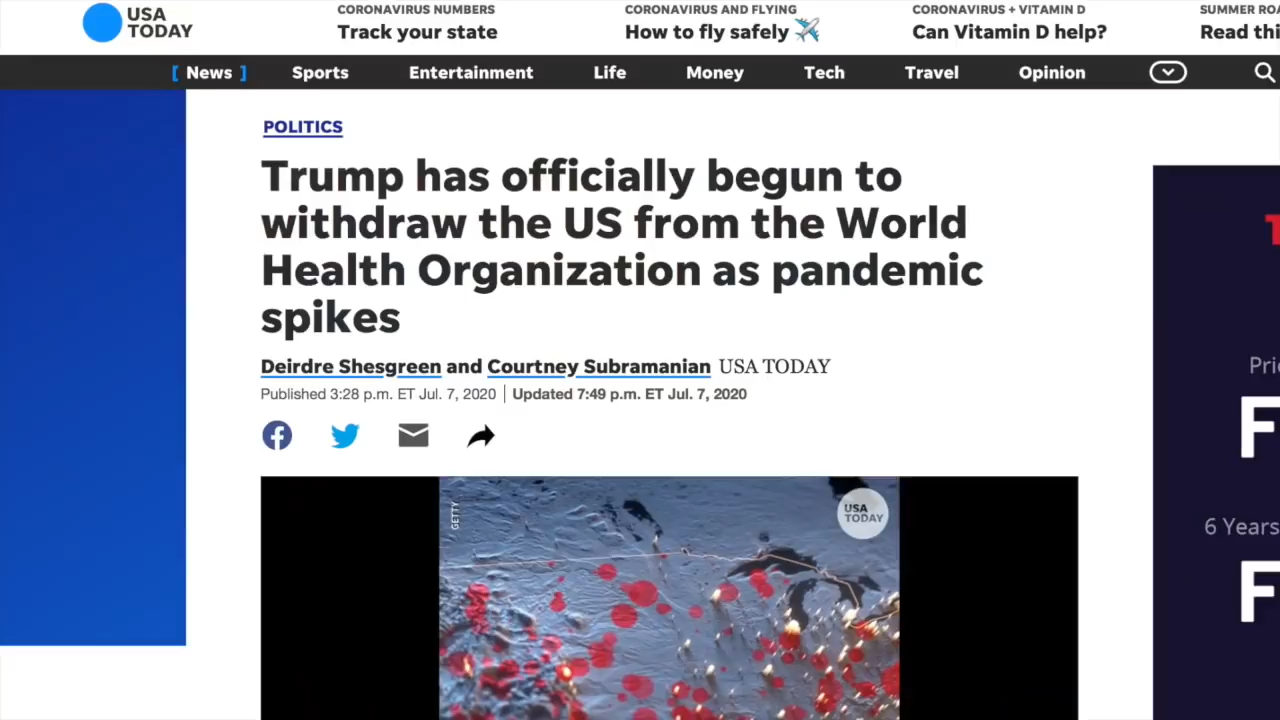 USA
TODAY
CORONAVIRUS NUMBERS
Track your state
CORONAVIRUS AND FLYING
How to fly safely
CORONAVIRUS + VITAMIN D
Can Vitamin D help?
SUMMER ROA
Read thi
[ News ]
Sports
Entertainment
Life
Money
Tech
Travel
Opinion
POLITICS
Trump has officially begun to
withdraw the US from the World
Health Organization as pandemic
spikes
Deirdre Shesgreen and Courtney Subramanian USA TODAY
Published 3:28 p.m. ET Jul. 7, 2020 | Updated 7:49 p.m. ET Jul. 7, 2020
GETTY
USA
TODAY
Pri
F
6 Years
F